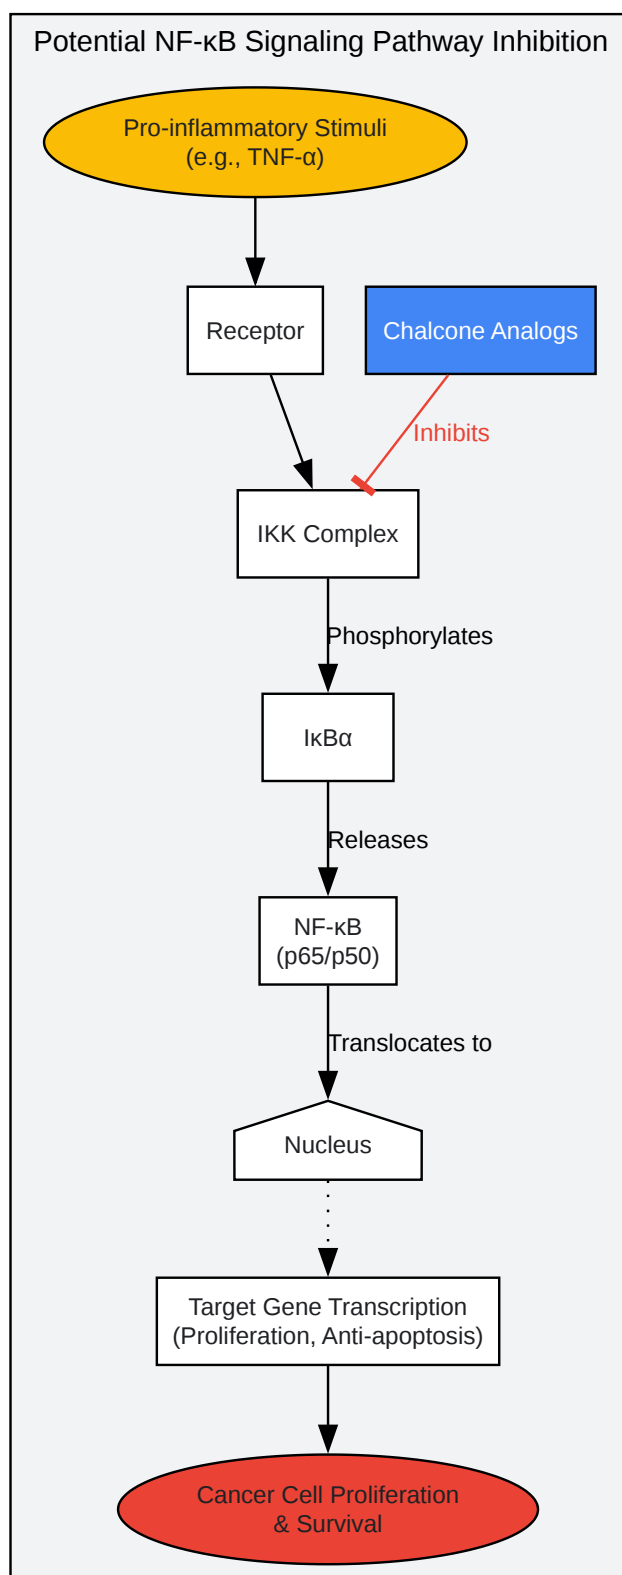 Potential NF-κB Signaling Pathway Inhibition
Pro-inflammatory Stimuli
(e.g., TNF-α)
Receptor
Chalcone Analogs
Inhibits
IKK Complex
Phosphorylates
IκBα
Releases
NF-κB
(p65/p50)
Translocates to
Nucleus
Target Gene Transcription
(Proliferation, Anti-apoptosis)
Cancer Cell Proliferation
& Survival